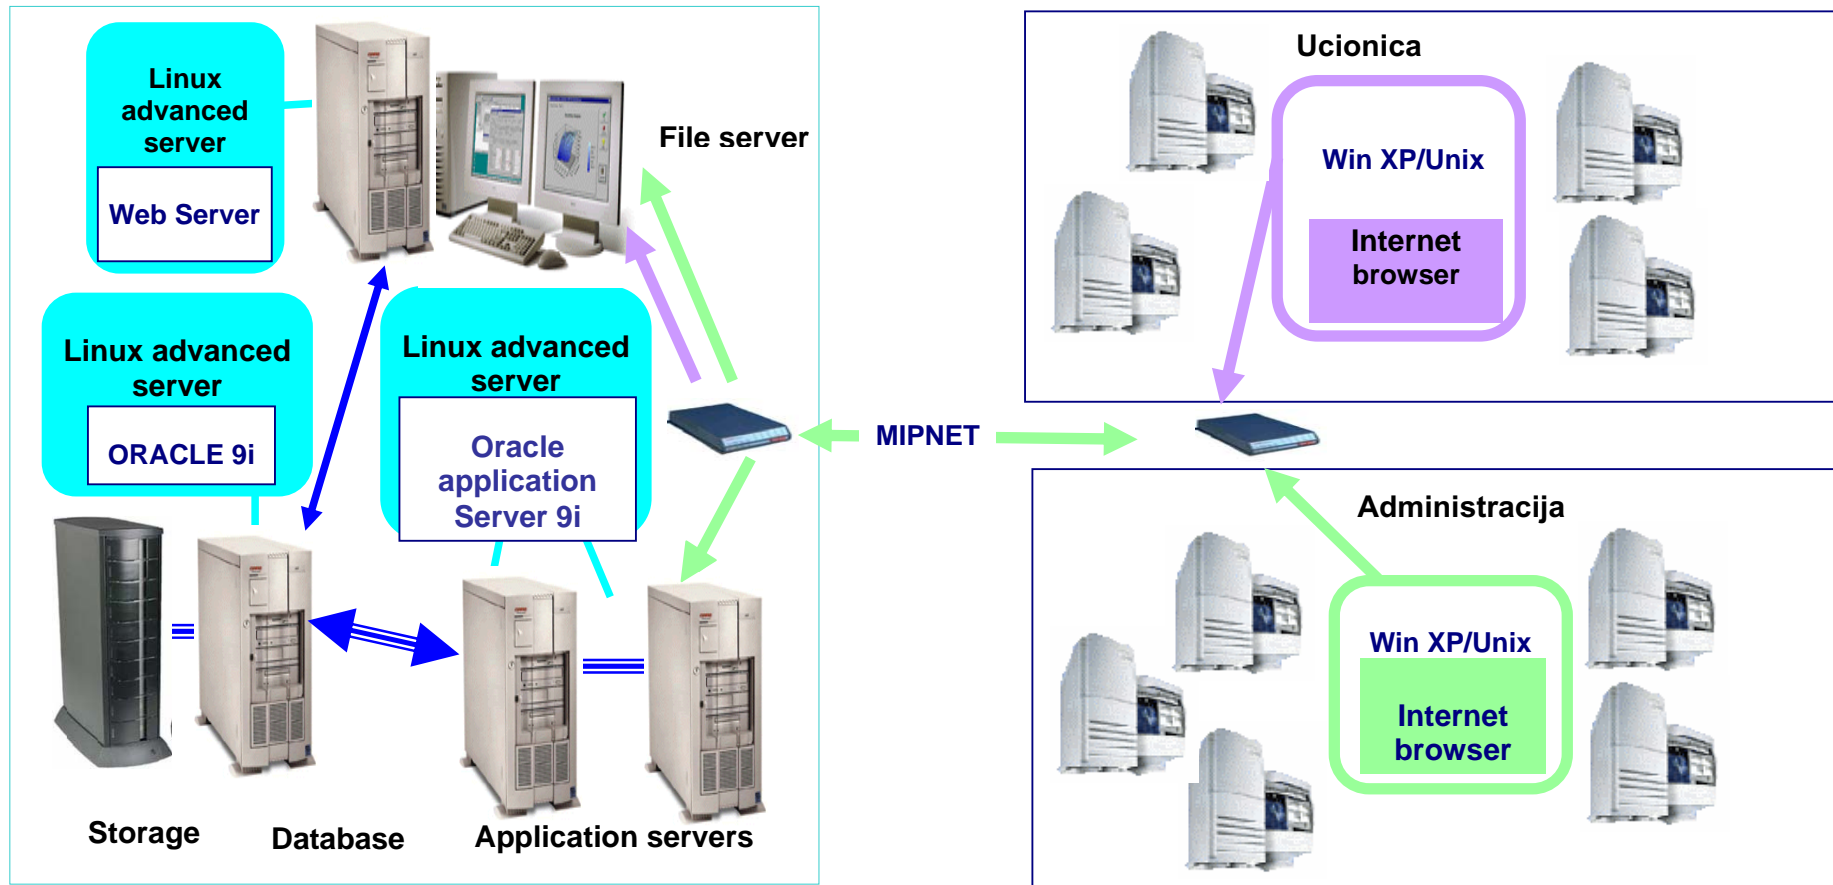 Linux
advanced
server
Web Server
File server
Linux advanced
server
ORACLE 9i
Linux advanced
server
Oracle
application
Server 9i
Storage
Database
Application servers
MIPNET
Ucionica
Win XP/Unix
Internet
browser
Administracija
Win XP/Unix
Internet
browser